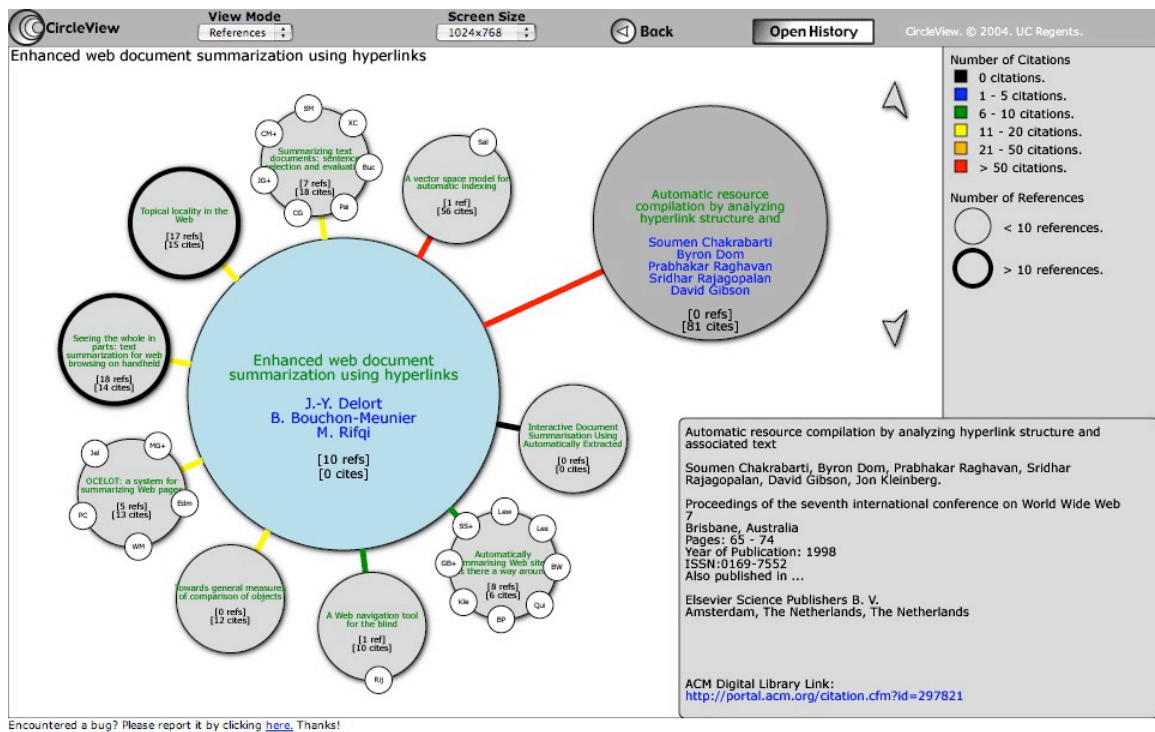 CircleView
View Mode
References
Screen Size
1024x768
Back
Open History
CircleView. © 2004. UC Regents.
Enhanced web document summarization using hyperlinks
Number of Citations
0 citations.
1 - 5 citations.
6 - 10 citations.
11 - 20 citations.
21 - 50 citations.
> 50 citations.
Number of References
< 10 references.
> 10 references.
SM
XC
CM+
Buc
JG+
Pai
CG
Summarizing text
documents: sentence
selection and evaluation
[7 refs]
[18 cites]
Sal
A vector space model for
automatic indexing
[1 ref]
[56 cites]
Automatic resource
compilation by analyzing
hyperlink structure and
Soumen Chakrabarti
Byron Dom
Prabhakar Raghavan
Sridhar Rajagopalan
David Gibson
[0 refs]
[81 cites]
Topical locality in the
Web
[17 refs]
[15 cites]
Seeing the whole in
parts: text
summarization for web
browsing on handheld
[18 refs]
[14 cites]
Enhanced web document
summarization using hyperlinks
J.-Y. Delort
B. Bouchon-Meunier
M. Rifqi
[10 refs]
[0 cites]
Interactive Document
Summarisation Using
Automatically Extracted
[0 refs]
[0 cites]
MG+
Jel
Edm
PC
WM
OCELOT: a system for
summarizing Web pages
[5 refs]
[13 cites]
Towards general measures
of comparison of objects
[0 refs]
[12 cites]
A Web navigation tool
for the blind
[1 ref]
[10 cites]
Rij
SS+
Lew
Les
GB+
BW
Kle
Qui
BP
Automatically
summarising Web sites
is there a way around
[8 refs]
[6 cites]
Automatic resource compilation by analyzing hyperlink structure and
associated text
Soumen Chakrabarti, Byron Dom, Prabhakar Raghavan, Sridhar
Rajagopalan, David Gibson, Jon Kleinberg.
Proceedings of the seventh international conference on World Wide Web
7
Brisbane, Australia
Pages: 65 - 74
Year of Publication: 1998
ISSN:0169-7552
Also published in ...
Elsevier Science Publishers B. V.
Amsterdam, The Netherlands, The Netherlands
ACM Digital Library Link:
http://portal.acm.org/citation.cfm?id=297821
Encountered a bug? Please report it by clicking here. Thanks!